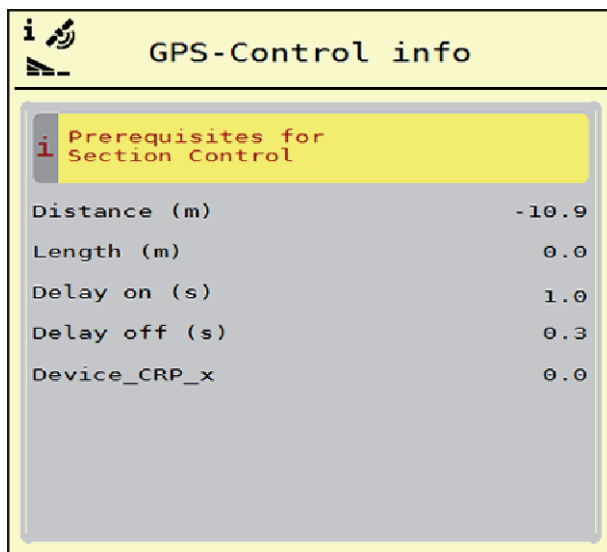 i
GPS-Control info
i
Prerequisites for
Section Control
Distance (m) -10.9
Length (m) 0.0
Delay on (s) 1.0
Delay off (s) 0.3
Device_CRP_x 0.0